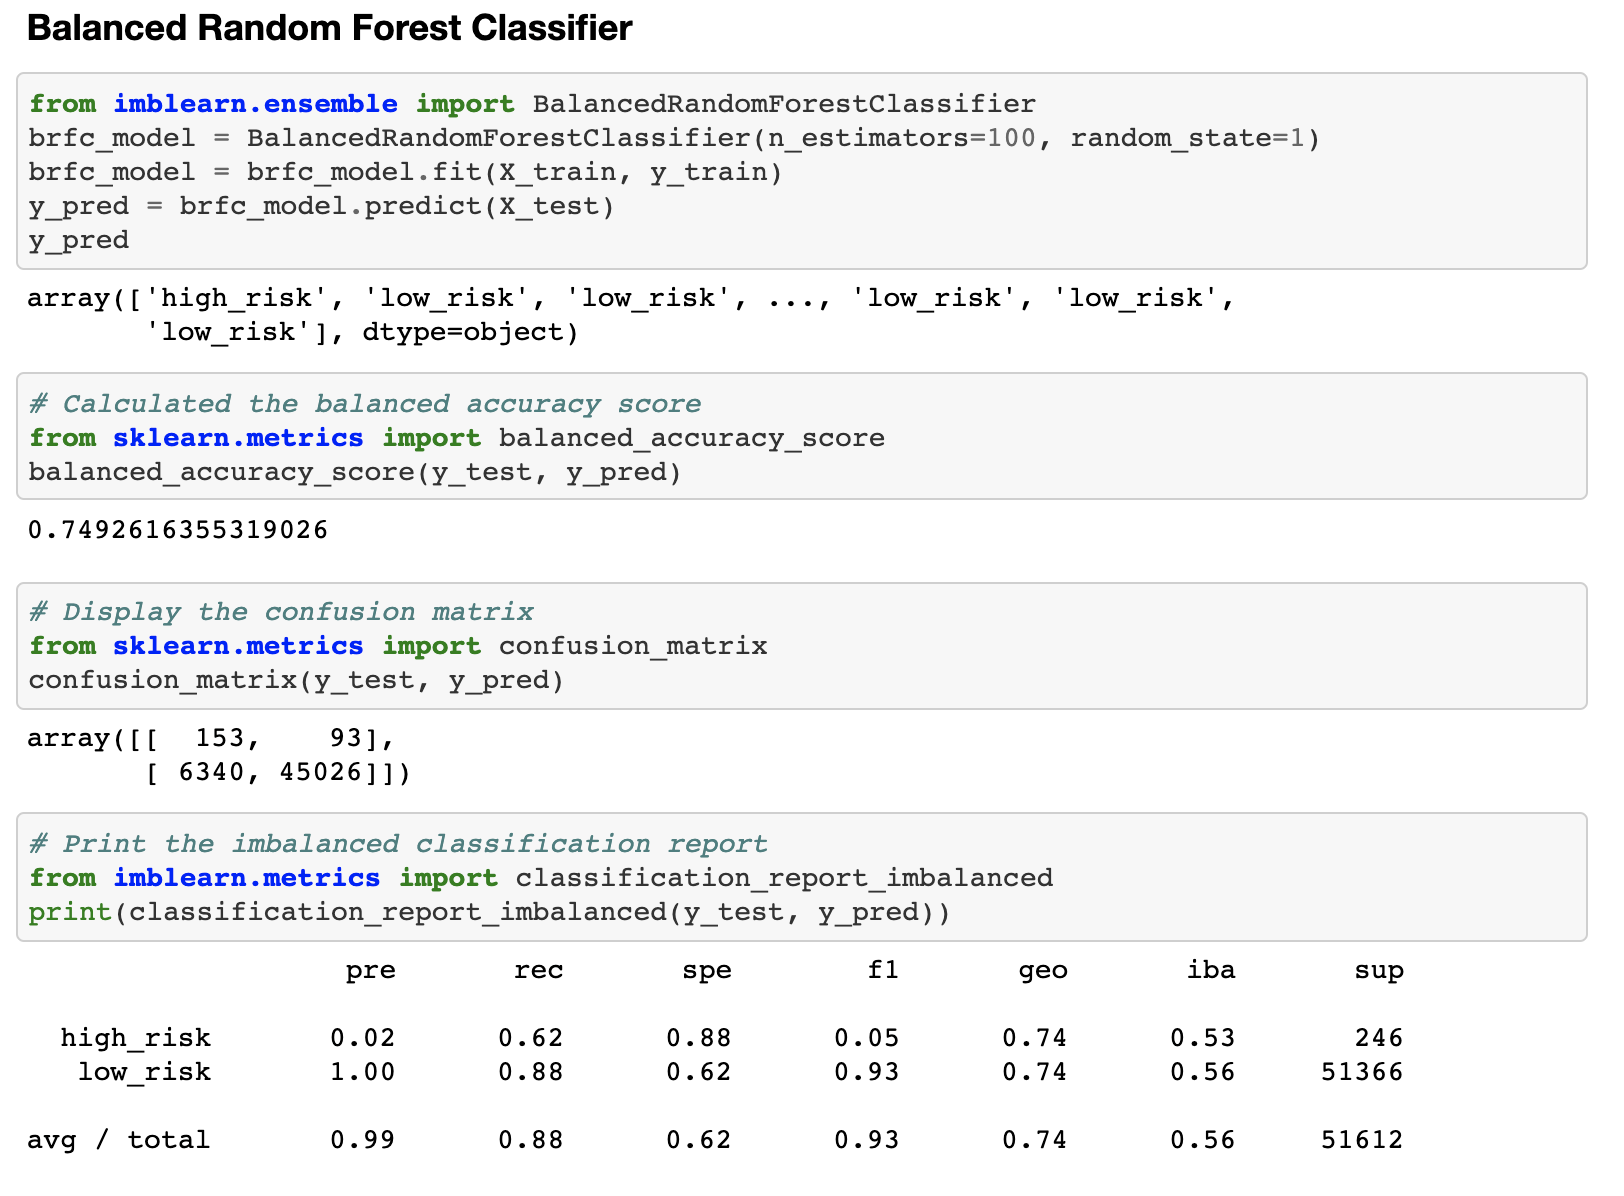 Balanced Random Forest Classifier
from imblearn.ensemble import BalancedRandomForestClassifier
brfc_model = BalancedRandomForestClassifier(n_estimators=100, random_state=1)
brfc_model = brfc_model.fit(X_train, y_train)
y_pred = brfc_model.predict(X_test)
y_pred
array(['high_risk', 'low_risk', 'low_risk', ..., 'low_risk', 'low_risk',
       'low_risk'], dtype=object)
# Calculated the balanced accuracy score
from sklearn.metrics import balanced_accuracy_score
balanced_accuracy_score(y_test, y_pred)
0.7492616355319026
# Display the confusion matrix
from sklearn.metrics import confusion_matrix
confusion_matrix(y_test, y_pred)
array([[  153,    93],
       [ 6340, 45026]])
# Print the imbalanced classification report
from imblearn.metrics import classification_report_imbalanced
print(classification_report_imbalanced(y_test, y_pred))
                   pre       rec       spe        f1       geo       iba       sup
  high_risk       0.02      0.62      0.88      0.05      0.74      0.53       246
   low_risk       1.00      0.88      0.62      0.93      0.74      0.56     51366
avg / total       0.99      0.88      0.62      0.93      0.74      0.56     51612